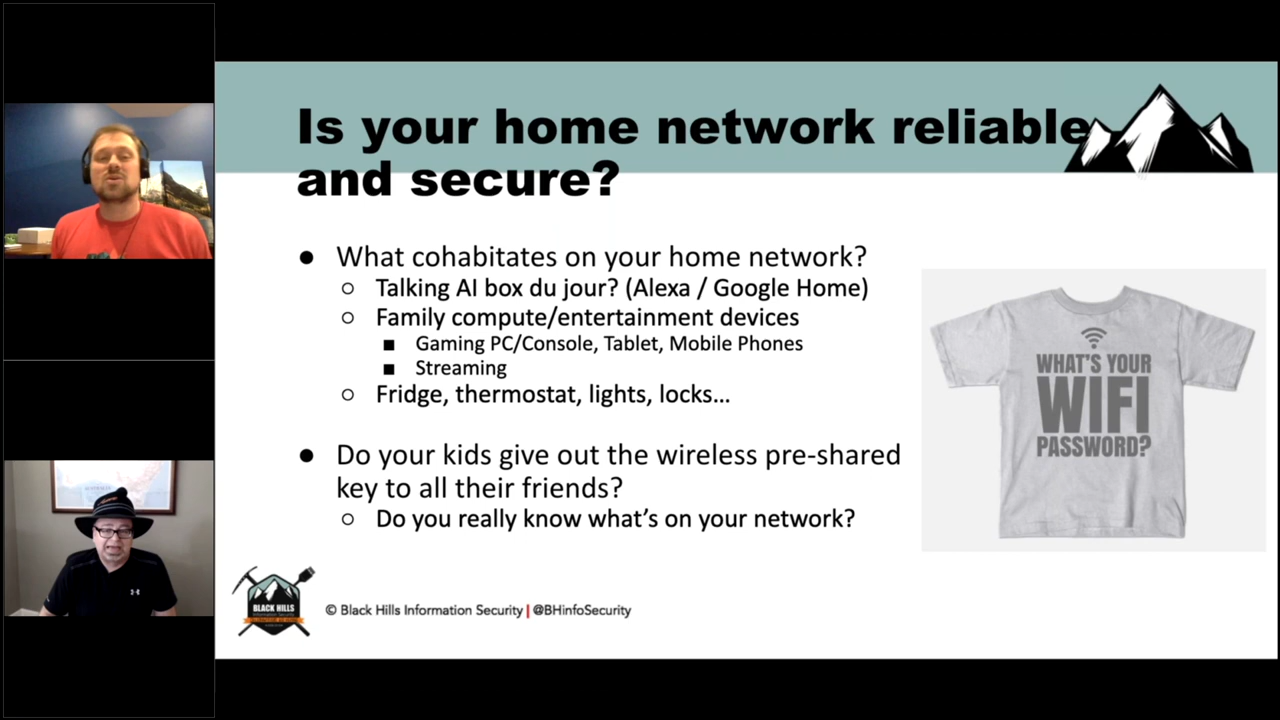 Is your home network reliable
and secure?
● What cohabitates on your home network?
○ Talking AI box du jour? (Alexa / Google Home)
○ Family compute/entertainment devices
■ Gaming PC/Console, Tablet, Mobile Phones
■ Streaming
○ Fridge, thermostat, lights, locks…
● Do your kids give out the wireless pre-shared
key to all their friends?
○ Do you really know what’s on your network?
WHAT'S YOUR
WIFI
PASSWORD?
BLACK HILLS
Information Security
© Black Hills Information Security | @BHinfoSecurity